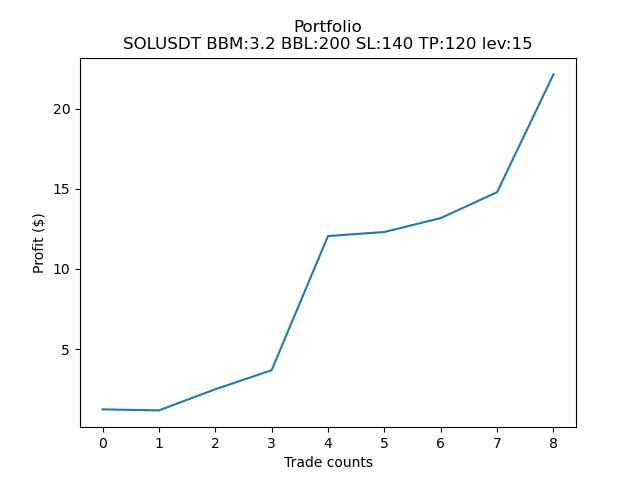 Portfolio
SOLUSDT BBM:3.2 BBL:200 SL:140 TP:120 lev:15
20
15
10
5
Profit ($)
0 1 2 3 4 5 6 7 8
Trade counts